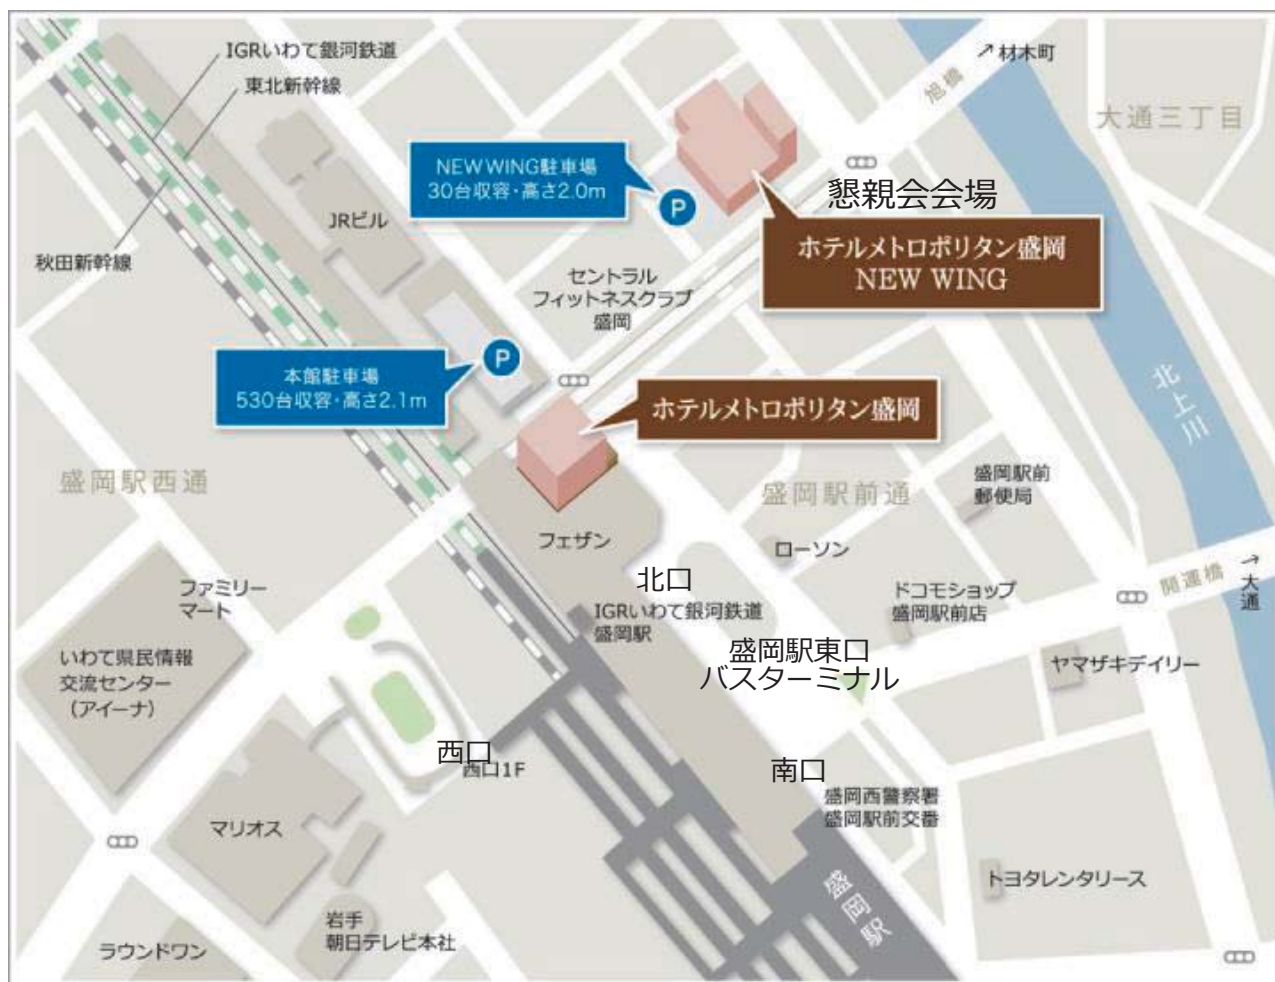 IGRいわて銀河鉄道
東北新幹線
秋田新幹線
↗材木町
旭橋
大通三丁目
NEW WING駐車場
30台収容・高さ2.0m
P
JRビル
懇親会会場
ホテルメトロポリタン盛岡
NEW WING
セントラル
フィットネスクラブ
盛岡
本館駐車場
530台収容・高さ2.1m
P
ホテルメトロポリタン盛岡
北上川
盛岡駅西通
盛岡駅前通
盛岡駅前
郵便局
フェザン
ローソン
北口
IGRいわて銀河鉄道
盛岡駅
ドコモショップ
盛岡駅前店
開運橋
→大通
ファミリー
マート
盛岡駅東口
バスターミナル
ヤマザキデイリー
いわて県民情報
交流センター
（アイーナ）
西口
西口1F
南口
盛岡西警察署
盛岡駅前交番
マリオス
トヨタレンタリース
盛岡駅
岩手
朝日テレビ本社
ラウンドワン